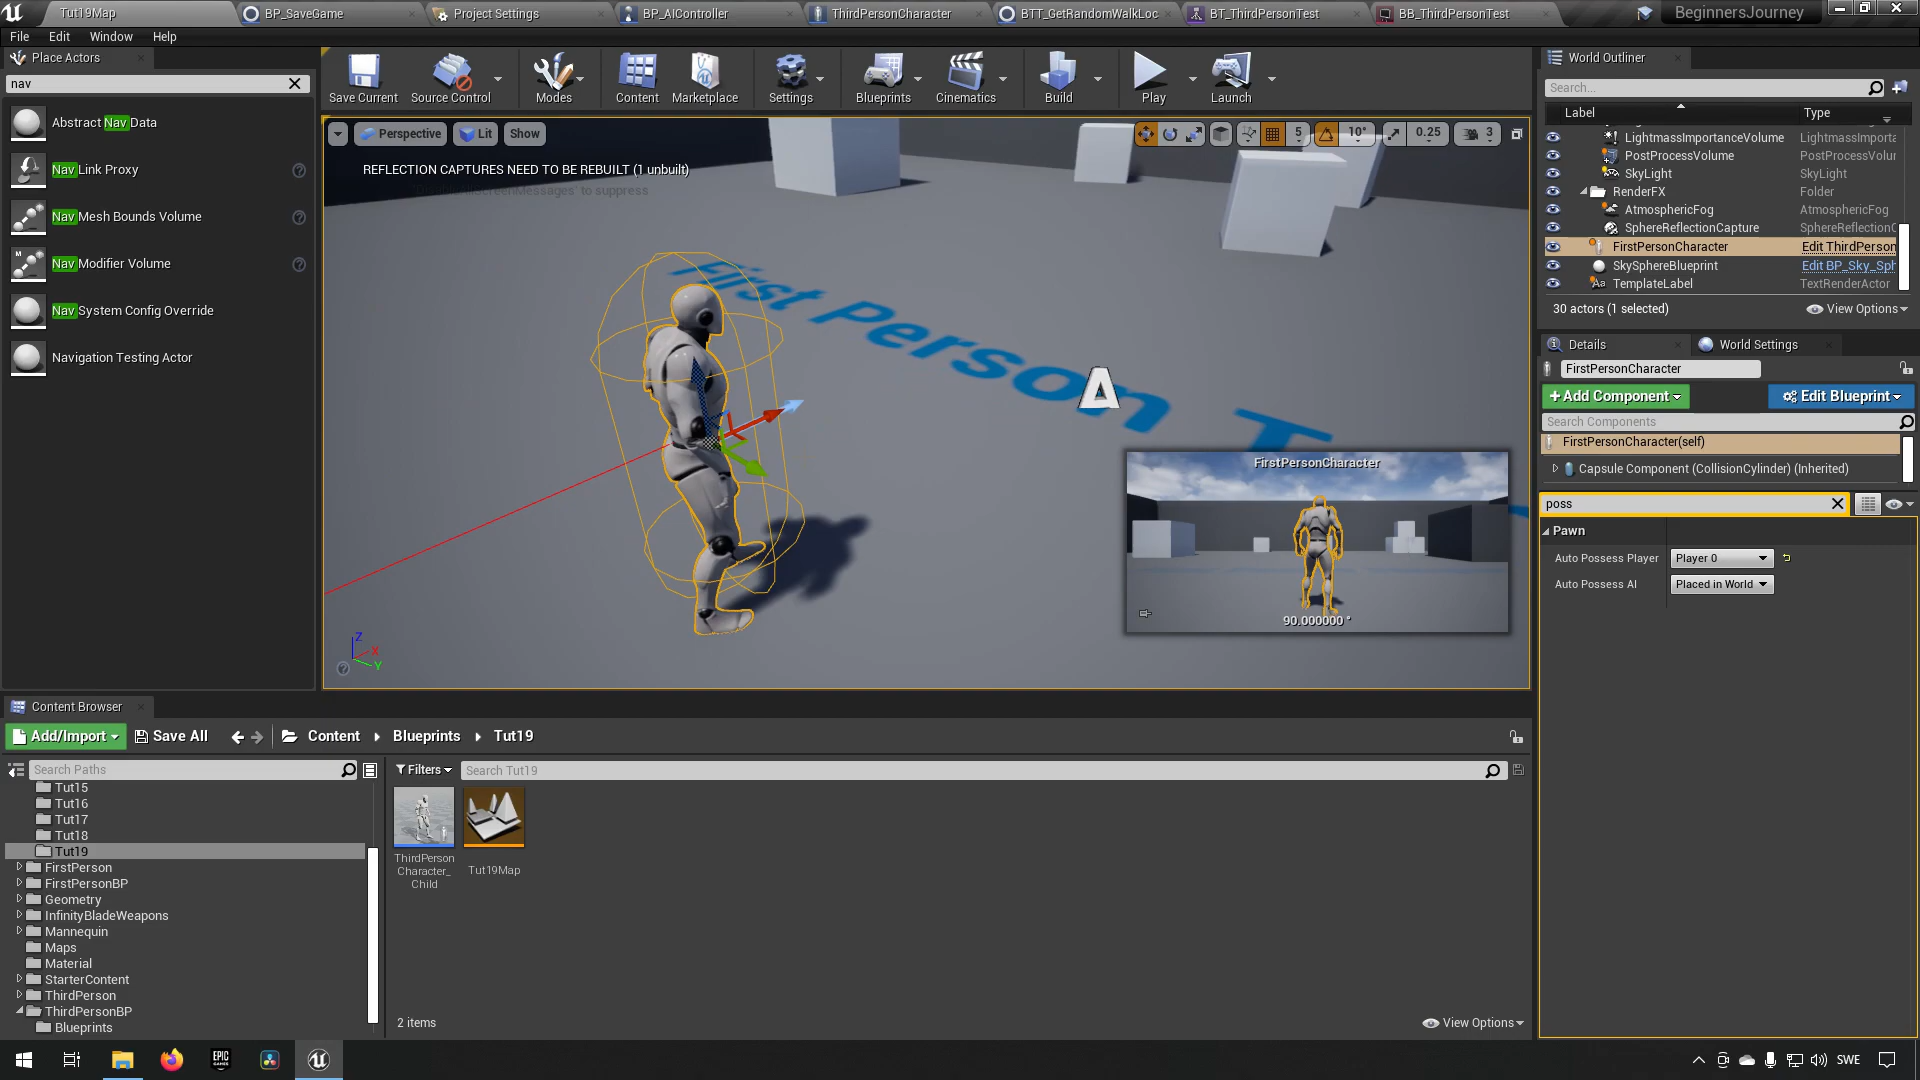 Tut19Map
BP_SaveGame
Project Settings
BP_AIController
ThirdPersonCharacter
BTT_GetRandomWalkLoc
BT_ThirdPersonTest
BB_ThirdPersonTest
BeginnersJourney
File Edit Window Help
Place Actors
nav
Abstract Nav Data
Nav Link Proxy
Nav Mesh Bounds Volume
Nav Modifier Volume
Nav System Config Override
Navigation Testing Actor
Save Current
Source Control
Modes
Content
Marketplace
Settings
Blueprints
Cinematics
Build
Play
Launch
Perspective
Lit
Show
5
10°
0.25
3
REFLECTION CAPTURES NEED TO BE REBUILT (1 unbuilt)
First Person T
FirstPersonCharacter
90.000000 °
Z
X
Y
World Outliner
Search...
Label
Type
LightmassImportanceVolume LightmassImporta
PostProcessVolume PostProcessVolur
SkyLight SkyLight
RenderFX Folder
AtmosphericFog AtmosphericFog
SphereReflectionCapture SphereReflectionC
FirstPersonCharacter Edit ThirdPerson
SkySphereBlueprint Edit BP_Sky_Sph
TemplateLabel TextRenderActor
30 actors (1 selected)
View Options
Details
World Settings
FirstPersonCharacter
+Add Component
Edit Blueprint
Search Components
FirstPersonCharacter(self)
Capsule Component (CollisionCylinder) (Inherited)
poss
Pawn
Auto Possess Player Player 0
Auto Possess AI Placed in World
Content Browser
Add/Import
Save All
Content
Blueprints
Tut19
Search Paths
Filters
Search Tut19
Tut15
Tut16
Tut17
Tut18
Tut19
FirstPerson
FirstPersonBP
Geometry
InfinityBladeWeapons
Mannequin
Maps
Material
StarterContent
ThirdPerson
ThirdPersonBP
Blueprints
ThirdPerson
Character_
Child
Tut19Map
2 items
View Options
EPIC
GAMES
SWE